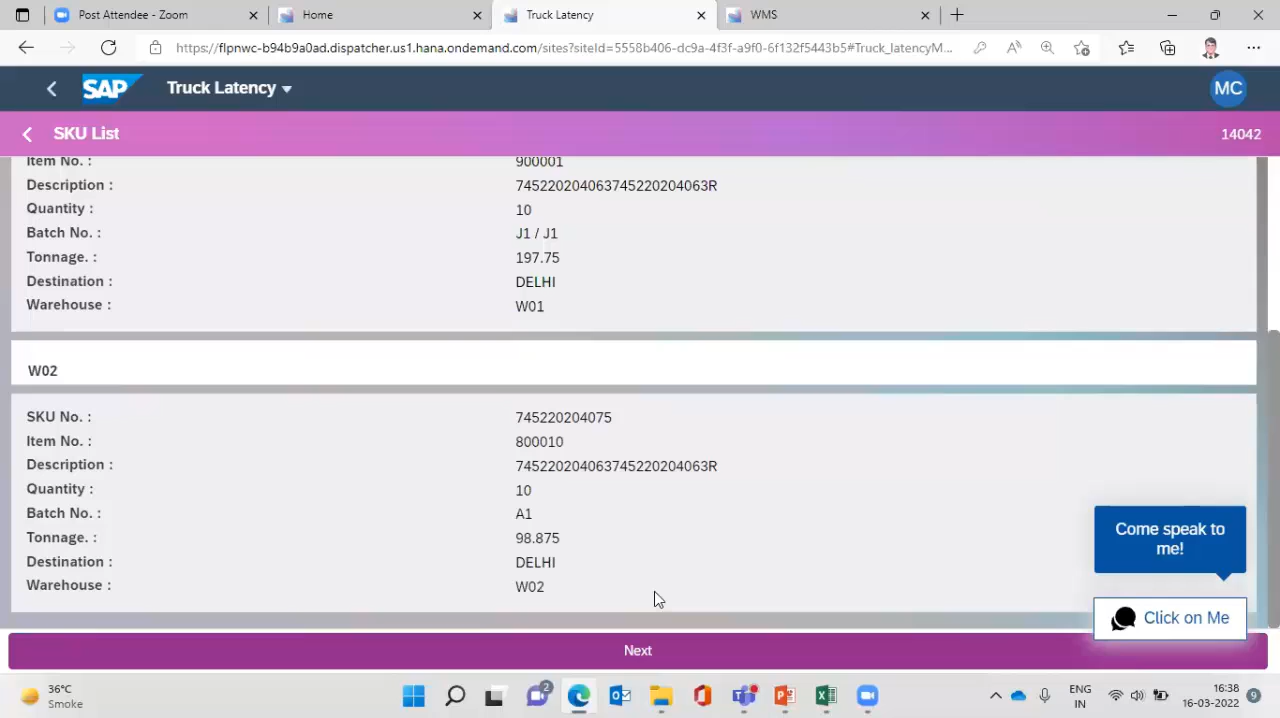 Post Attendee - Zoom
Home
Truck Latency
WMS
https://flpnwc-b94b9a0ad.dispatcher.us1.hana.ondemand.com/sites?siteId=5558b406-dc9a-4f3f-a9f0-6f132f5443b5#Truck_latencyM...
SAP
Truck Latency
MC
SKU List
14042
Item No. :
900001
Description :
745220204063745220204063R
Quantity :
10
Batch No. :
J1 / J1
Tonnage. :
197.75
Destination :
DELHI
Warehouse :
W01
W02
SKU No. :
745220204075
Item No. :
800010
Description :
745220204063745220204063R
Quantity :
10
Batch No. :
A1
Tonnage. :
98.875
Destination :
DELHI
Warehouse :
W02
Come speak to
me!
Click on Me
Next
36°C
Smoke
2
ENG
IN
16:38
16-03-2022
9